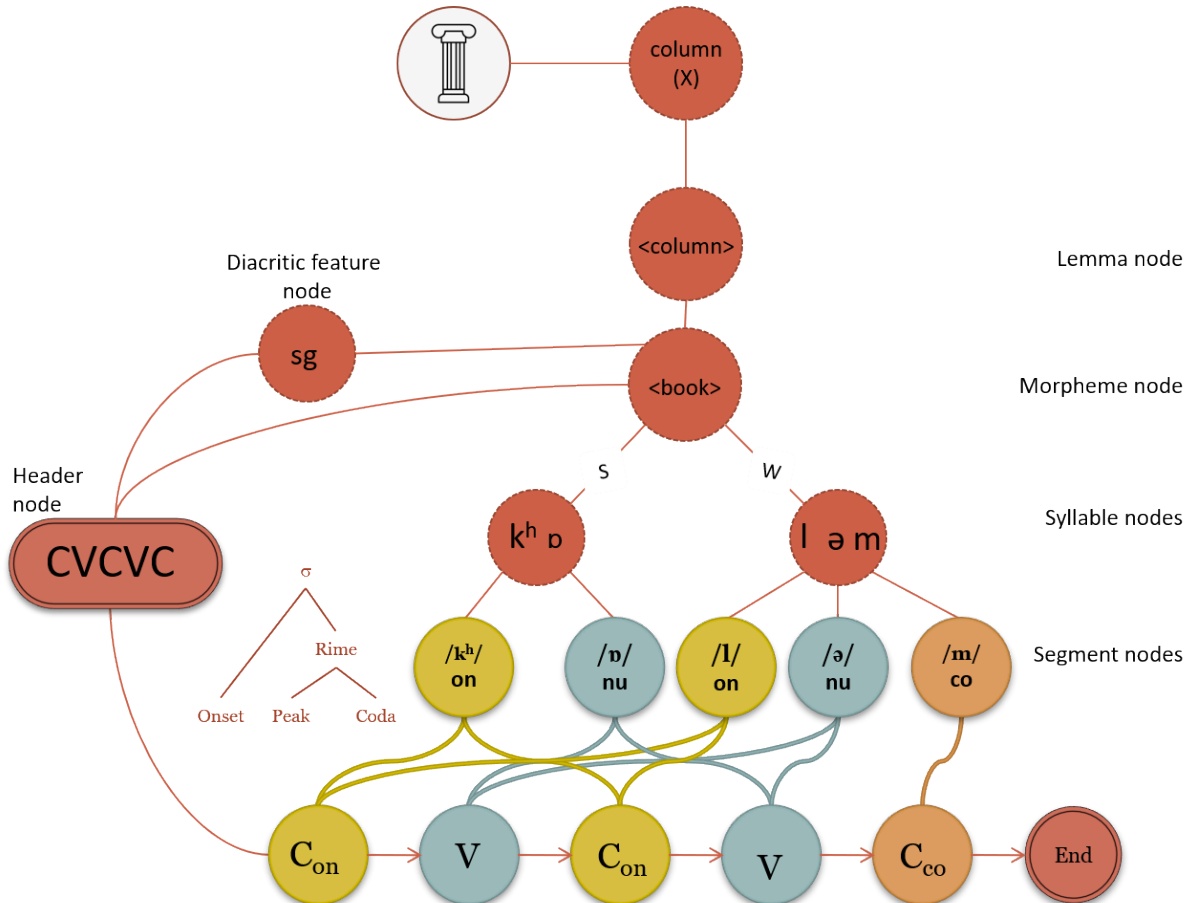 column
(X)
<column>
Lemma node
Diacritic feature
node
sg
<book>
Morpheme node
s
w
Header
node
CVCVC
kʰ ɒ
l ə m
Syllable nodes
σ
Rime
Onset
Peak
Coda
/kʰ/
on
/ɒ/
nu
/l/
on
/ə/
nu
/m/
co
Segment nodes
Con
V
Con
V
Cco
End